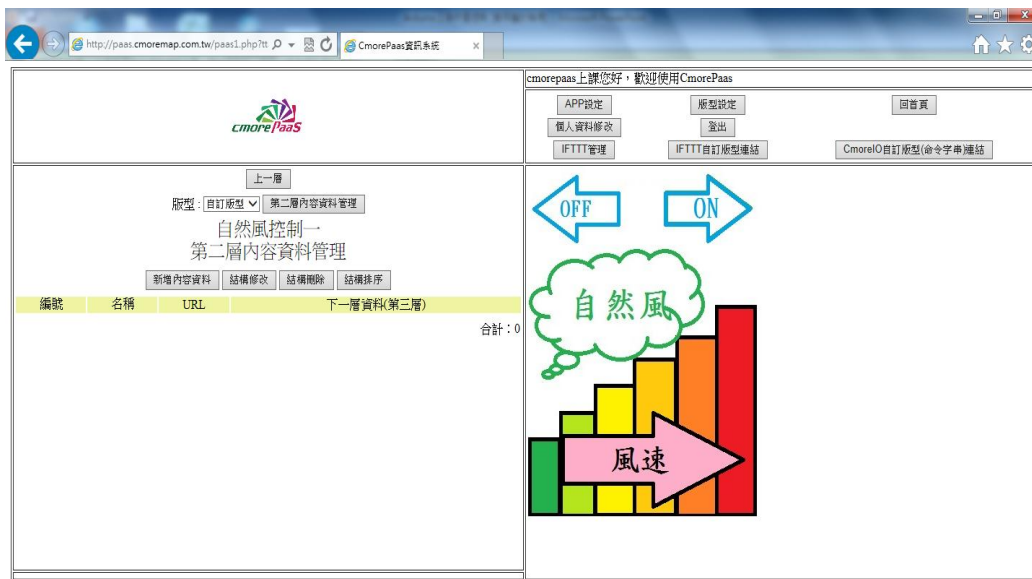 http://paas.cmoremap.com.tw/paas1.php?tt
CmorePaas資訊系統
cmorePaaS
cmorepaas上課您好，歡迎使用CmorePaas
APP設定 版型設定 回首頁
個人資料修改 登出
IFTTT管理 IFTTT自訂版型連結 CmoreIO自訂版型(命令字串)連結
上一層
版型 : 自訂版型 第二層內容資料管理
自然風控制一
第二層內容資料管理
新增內容資料 結構修改 結構刪除 結構排序
編號 名稱 URL 下一層資料(第三層)
合計：0
OFF ON
自然風
風速